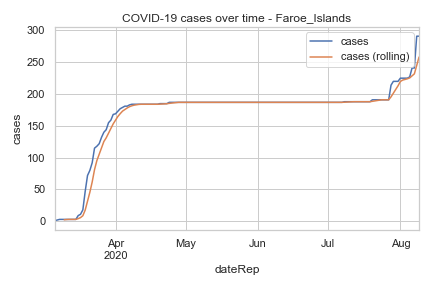 COVID-19 cases over time - Faroe_Islands
cases
cases (rolling)
300
250
200
150
100
50
0
cases
Apr
2020
May
Jun
Jul
Aug
dateRep